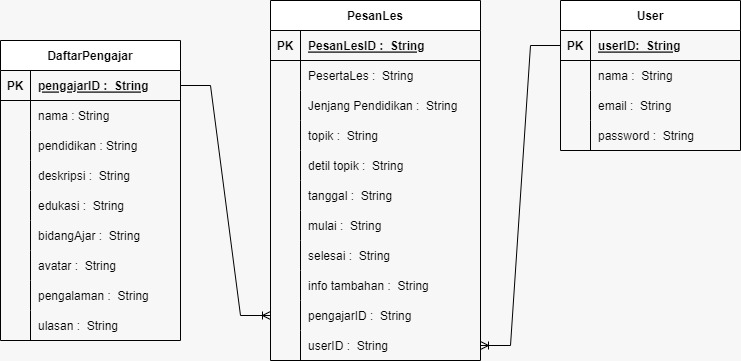 DaftarPengajar
PK pengajarID : String
nama : String
pendidikan : String
deskripsi : String
edukasi : String
bidangAjar : String
avatar : String
pengalaman : String
ulasan : String
PesanLes
PK PesanLesID : String
PesertaLes : String
Jenjang Pendidikan : String
topik : String
detil topik : String
tanggal : String
mulai : String
selesai : String
info tambahan : String
pengajarID : String
userID : String
User
PK userID: String
nama : String
email : String
password : String